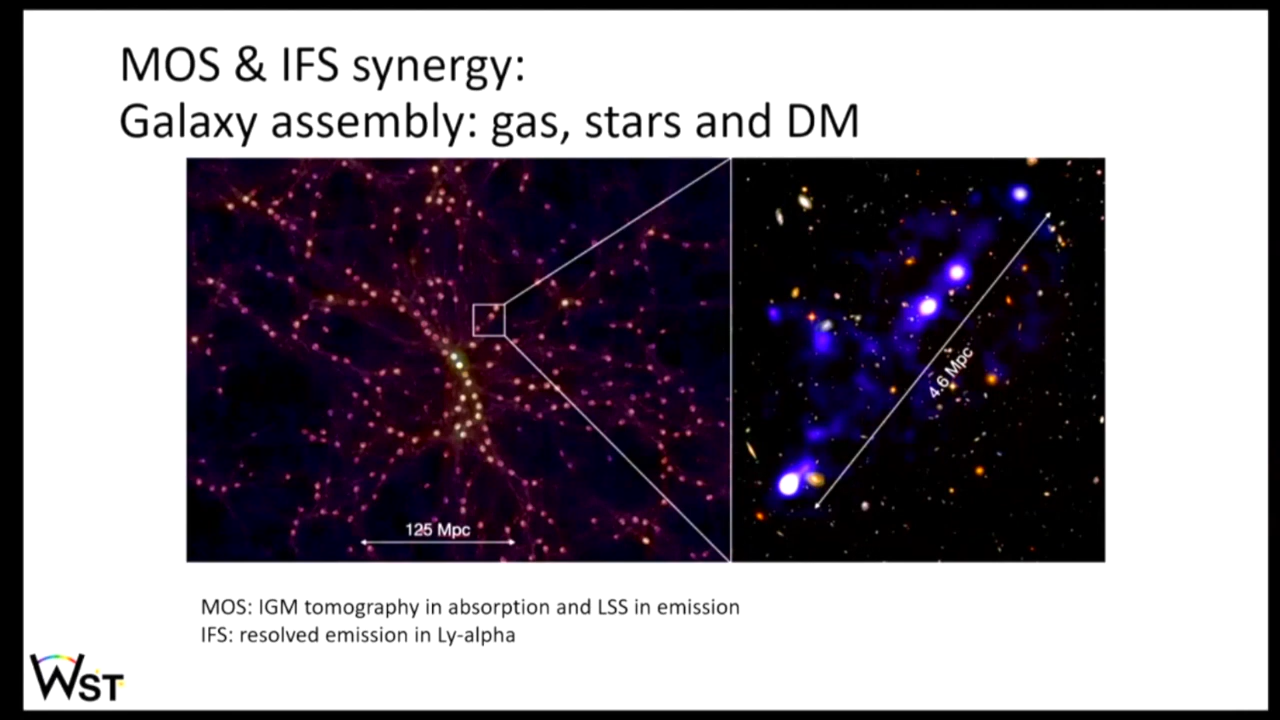 MOS & IFS synergy:
Galaxy assembly: gas, stars and DM
125 Mpc
4.6 Mpc
MOS: IGM tomography in absorption and LSS in emission
IFS: resolved emission in Ly-alpha
WST